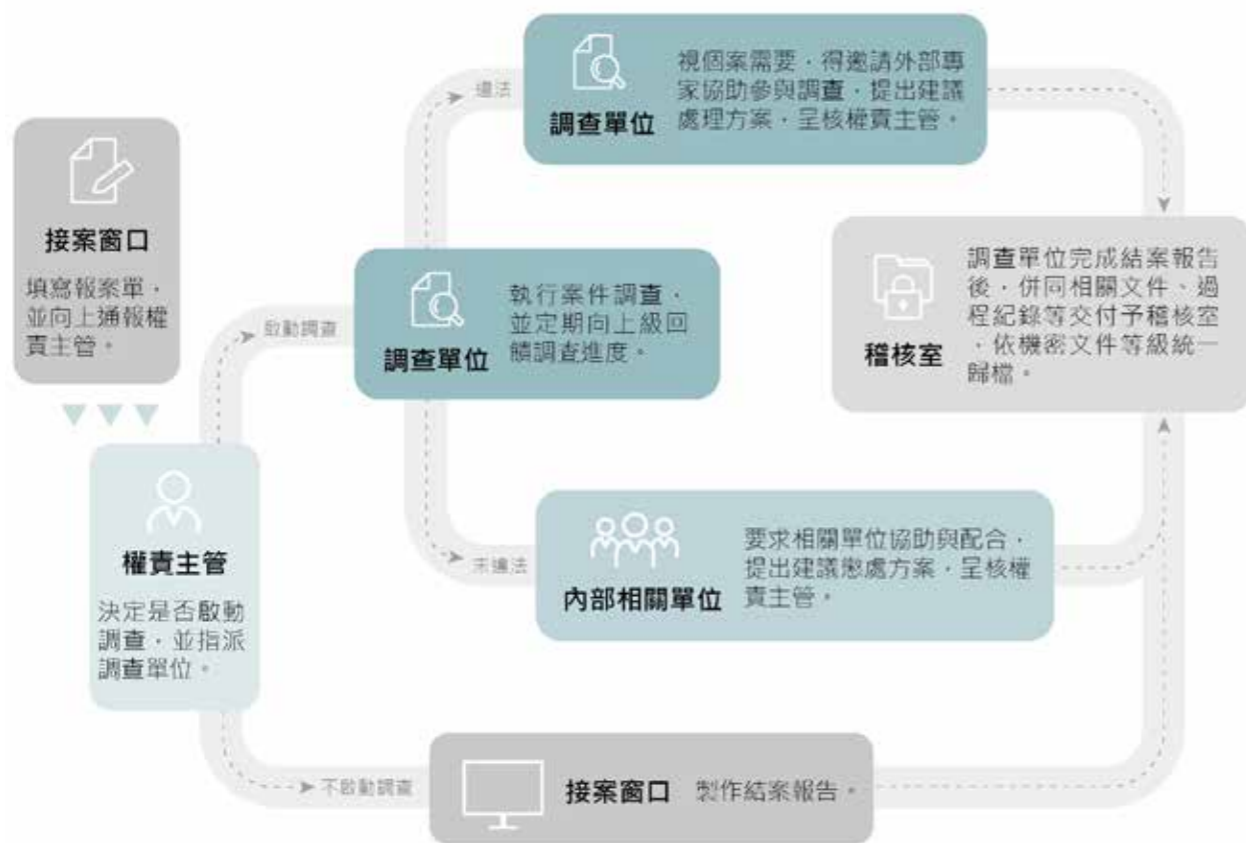 接案窗口
填寫報案單，
並向上通報權
責主管。
權責主管
決定是否啟動
調查，並指派
調查單位。
啟動調查
調查單位
執行案件調查，
並定期向上級回
饋調查進度。
違法
調查單位
視個案需要，得邀請外部專
家協助參與調查，提出建議
處理方案，呈核權責主管。
未違法
內部相關單位
要求相關單位協助與配合，
提出建議懲處方案，呈核權
責主管。
不啟動調查
接案窗口
製作結案報告。
稽核室
調查單位完成結案報告
後，併同相關文件、過
程紀錄等交付予稽核室
，依機密文件等級統一
歸檔。